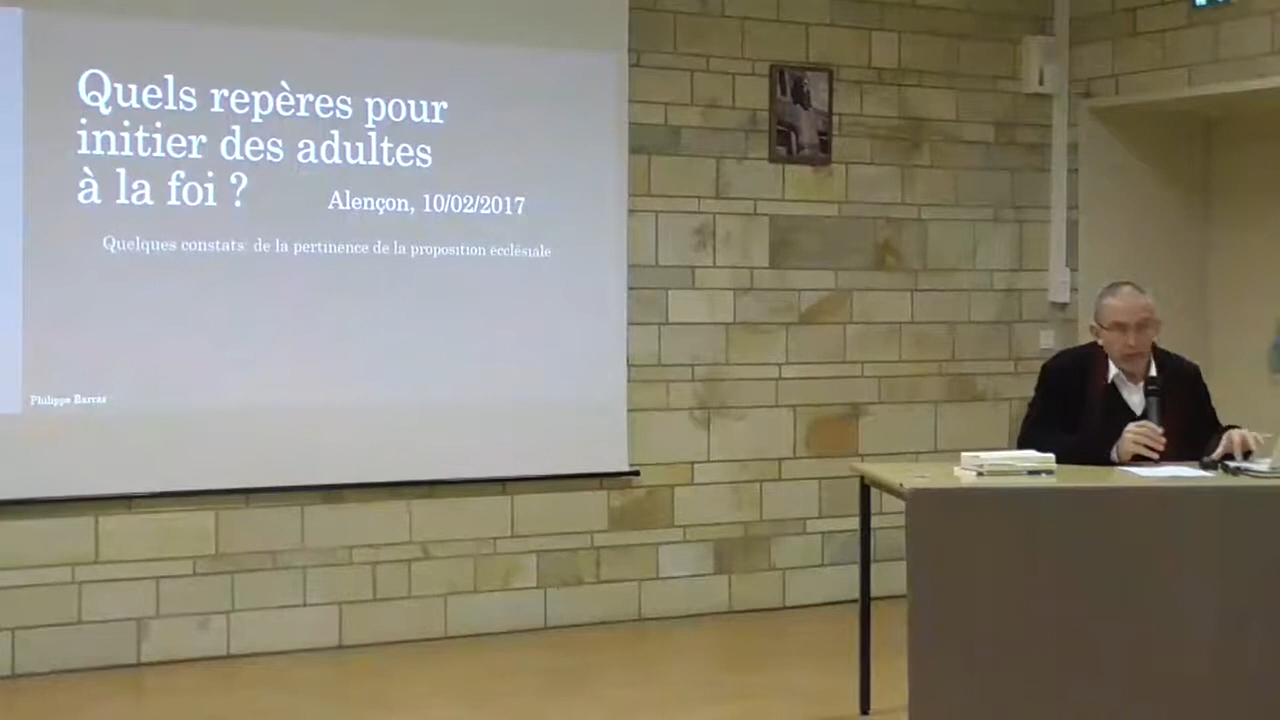 Quels repères pour
initier des adultes
à la foi ?
Alençon, 10/02/2017
Quelques constats: de la pertinence de la proposition ecclésiale
Philippe Barras